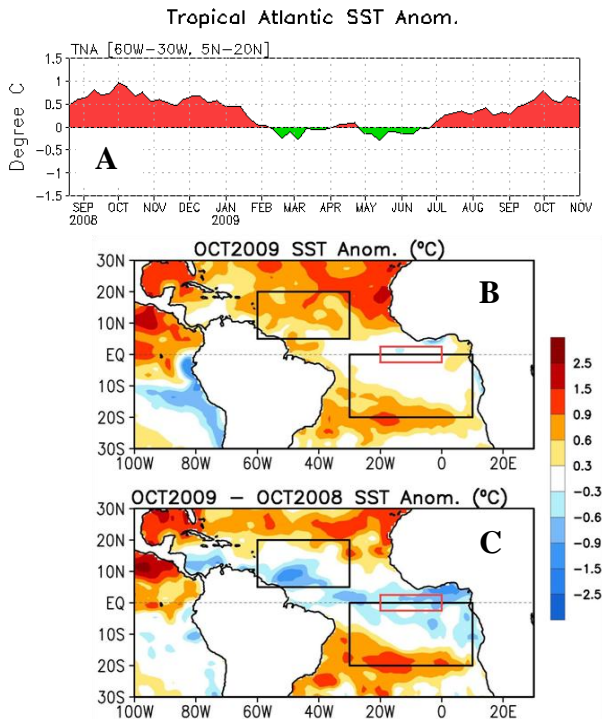 Tropical Atlantic SST Anom.
TNA [60W-30W, 5N-20N]
Degree C
1.5
1
0.5
0
-0.5
-1
-1.5
A
SEP OCT NOV DEC JAN FEB MAR APR MAY JUN JUL AUG SEP OCT NOV
2008 2009
OCT2009 SST Anom. (°C)
B
30N
20N
10N
EQ
10S
20S
30S
100W 80W 60W 40W 20W 0 20E
OCT2009 - OCT2008 SST Anom. (°C)
C
30N
20N
10N
EQ
10S
20S
30S
100W 80W 60W 40W 20W 0 20E
2.5
1.5
0.9
0.6
0.3
-0.3
-0.6
-0.9
-1.5
-2.5